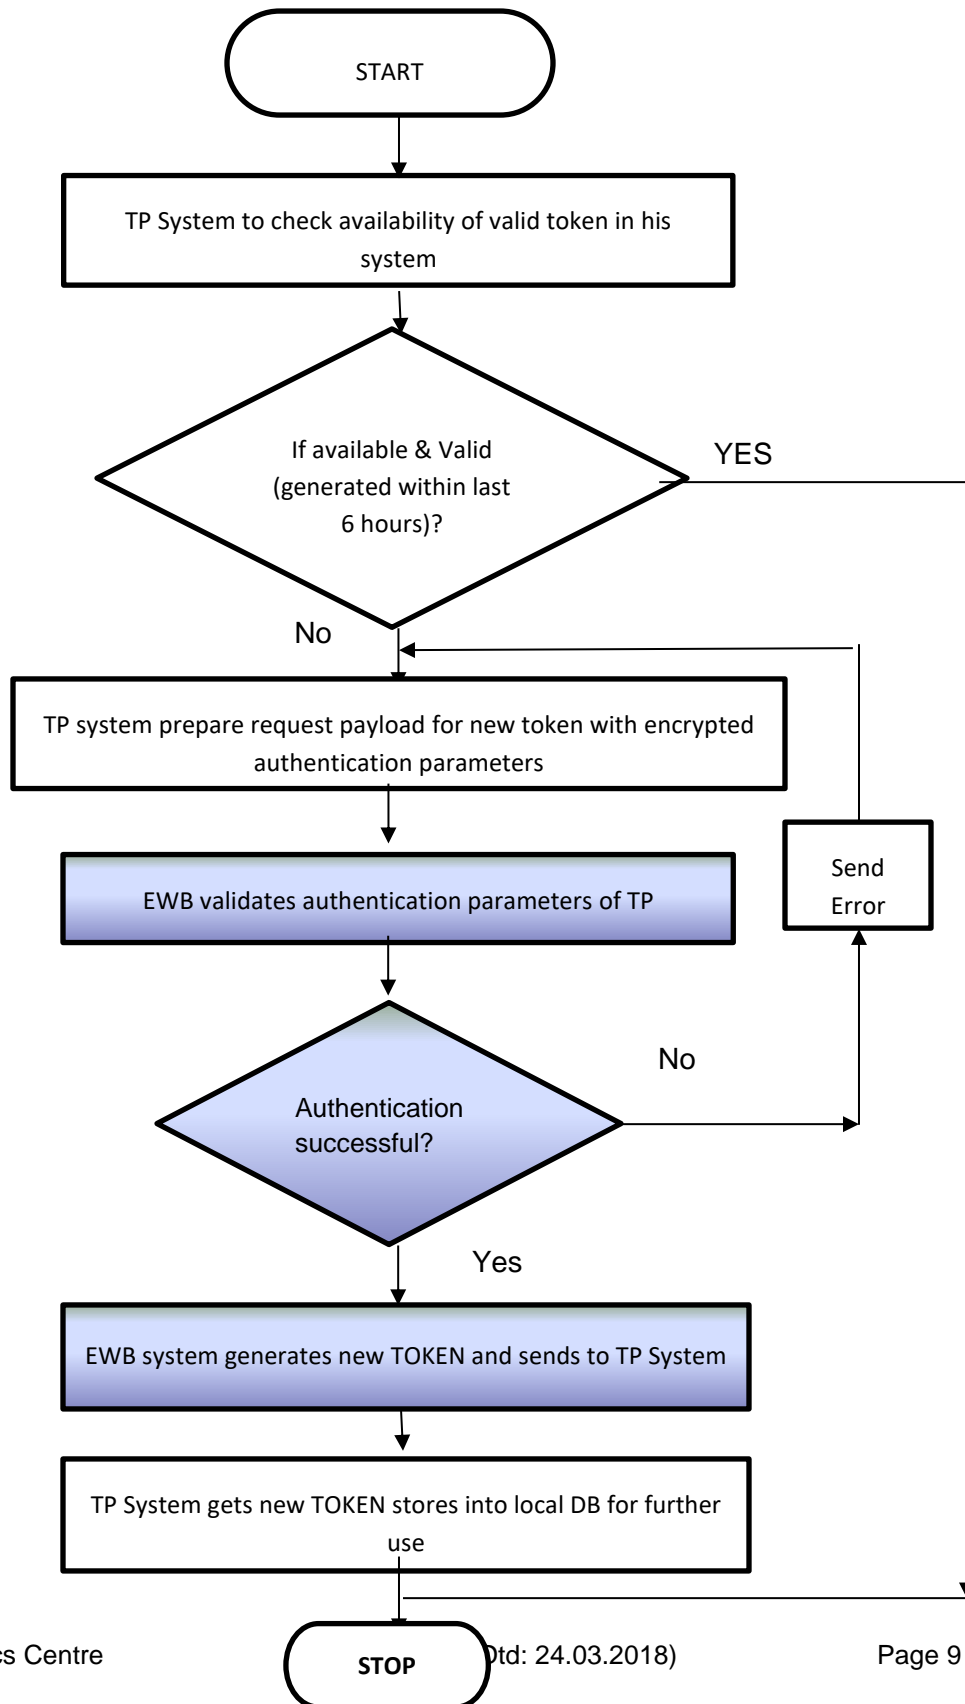 START
TP System to check availability of valid token in his
system
If available & Valid
(generated within last
6 hours)?
YES
No
TP system prepare request payload for new token with encrypted
authentication parameters
Send
Error
EWB validates authentication parameters of TP
No
Authentication
successful?
Yes
EWB system generates new TOKEN and sends to TP System
TP System gets new TOKEN stores into local DB for further
use
Centre
STOP
24.03.2018)
Page 9